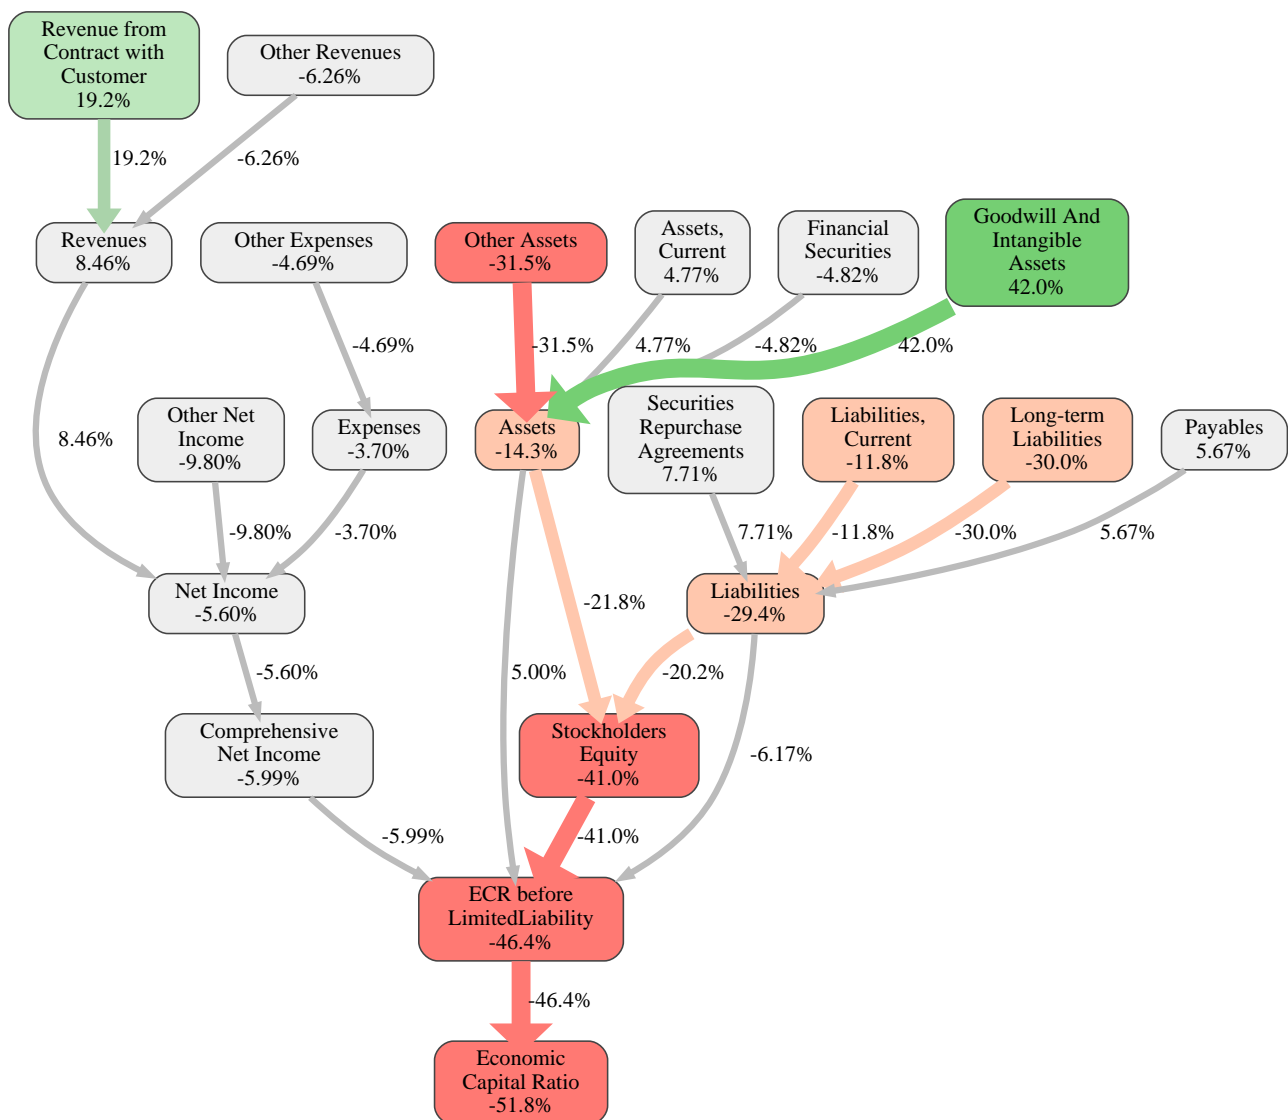 Revenue from
Contract with
Customer
19.2%
Other Revenues
-6.26%
19.2%
-6.26%
Revenues
8.46%
Other Expenses
-4.69%
Other Assets
-31.5%
Assets,
Current
4.77%
Financial
Securities
-4.82%
Goodwill And
Intangible
Assets
42.0%
-4.69%
-31.5%
4.77%
-4.82%
42.0%
Other Net
Income
-9.80%
Expenses
-3.70%
Assets
-14.3%
Securities
Repurchase
Agreements
7.71%
Liabilities,
Current
-11.8%
Long-term
Liabilities
-30.0%
Payables
5.67%
8.46%
-9.80%
-3.70%
7.71%
-11.8%
-30.0%
5.67%
Net Income
-5.60%
Liabilities
-29.4%
-21.8%
-5.60%
5.00%
-20.2%
Comprehensive
Net Income
-5.99%
Stockholders
Equity
-41.0%
-6.17%
-5.99%
-41.0%
ECR before
LimitedLiability
-46.4%
-46.4%
Economic
Capital Ratio
-51.8%